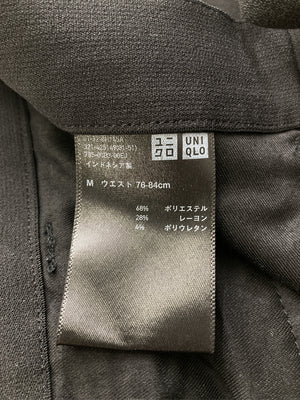 ユニクロ UNIQLO
インドネシア製
M ウエスト 76-84cm
68% ポリエステル
28% レーヨン
4% ポリウレタン